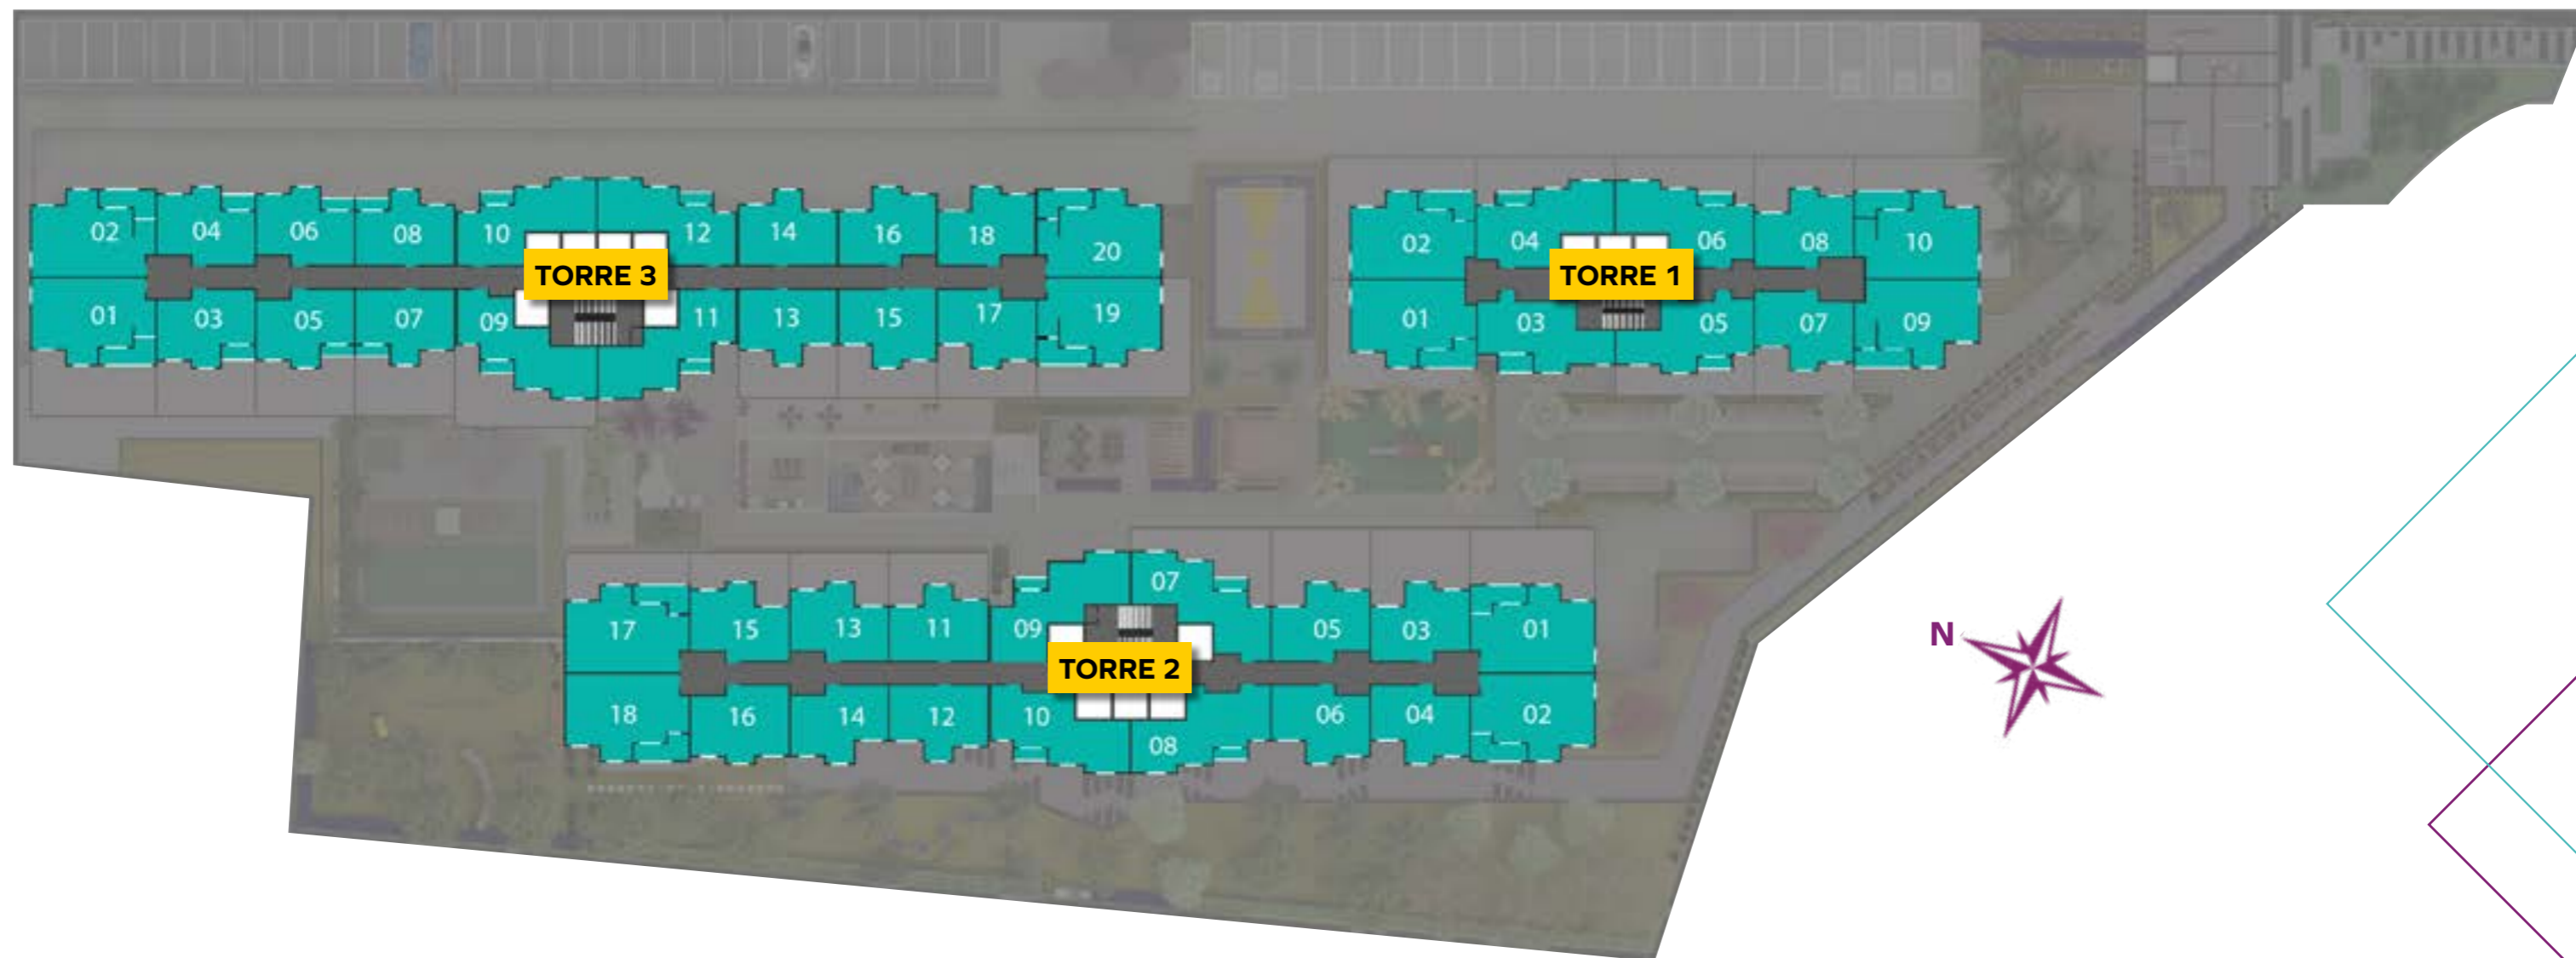 02 04 06 08 10 12 14 16 18 20
TORRE 3
01 03 05 07 09 11 13 15 17 19
02 04 06 08 10
TORRE 1
01 03 05 07 09
17 15 13 11 09 07 05 03 01
TORRE 2
18 16 14 12 10 08 06 04 02
N